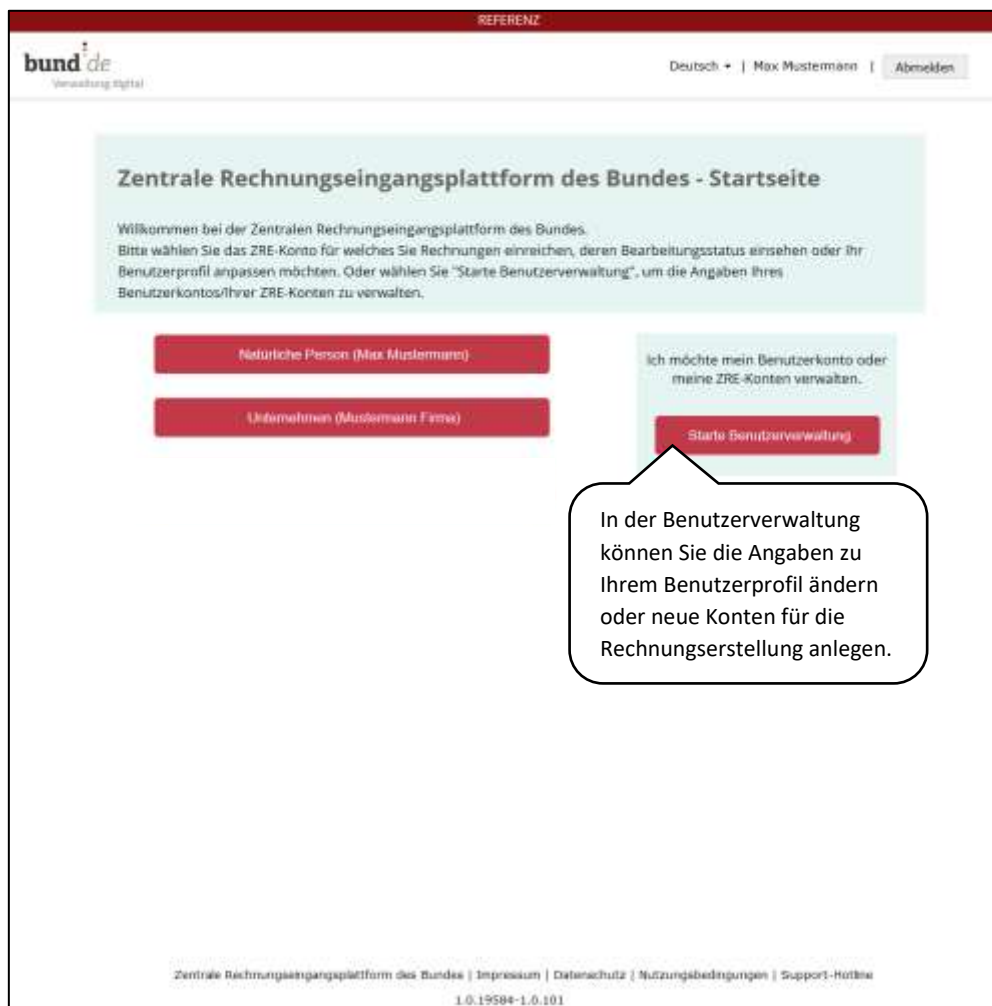 REFERENZ
bund.de
Verwaltung digital
Deutsch | Max Mustermann | Abmelden
Zentrale Rechnungseingangsplattform des Bundes - Startseite
Willkommen bei der Zentralen Rechnungseingangsplattform des Bundes.
Bitte wählen Sie das ZRE-Konto für welches Sie Rechnungen einreichen, deren Bearbeitungsstatus einsehen oder Ihr
Benutzerprofil anpassen möchten. Oder wählen Sie "Starte Benutzerverwaltung", um die Angaben Ihres
Benutzerkontos/Ihrer ZRE-Konten zu verwalten.
Natürliche Person (Max Mustermann)
Unternehmen (Mustermann Firma)
Ich möchte mein Benutzerkonto oder
meine ZRE-Konten verwalten.
Starte Benutzerverwaltung
In der Benutzerverwaltung
können Sie die Angaben zu
Ihrem Benutzerprofil ändern
oder neue Konten für die
Rechnungserstellung anlegen.
Zentrale Rechnungseingangsplattform des Bundes | Impressum | Datenschutz | Nutzungsbedingungen | Support-Hotline
1.0.19584-1.0.101